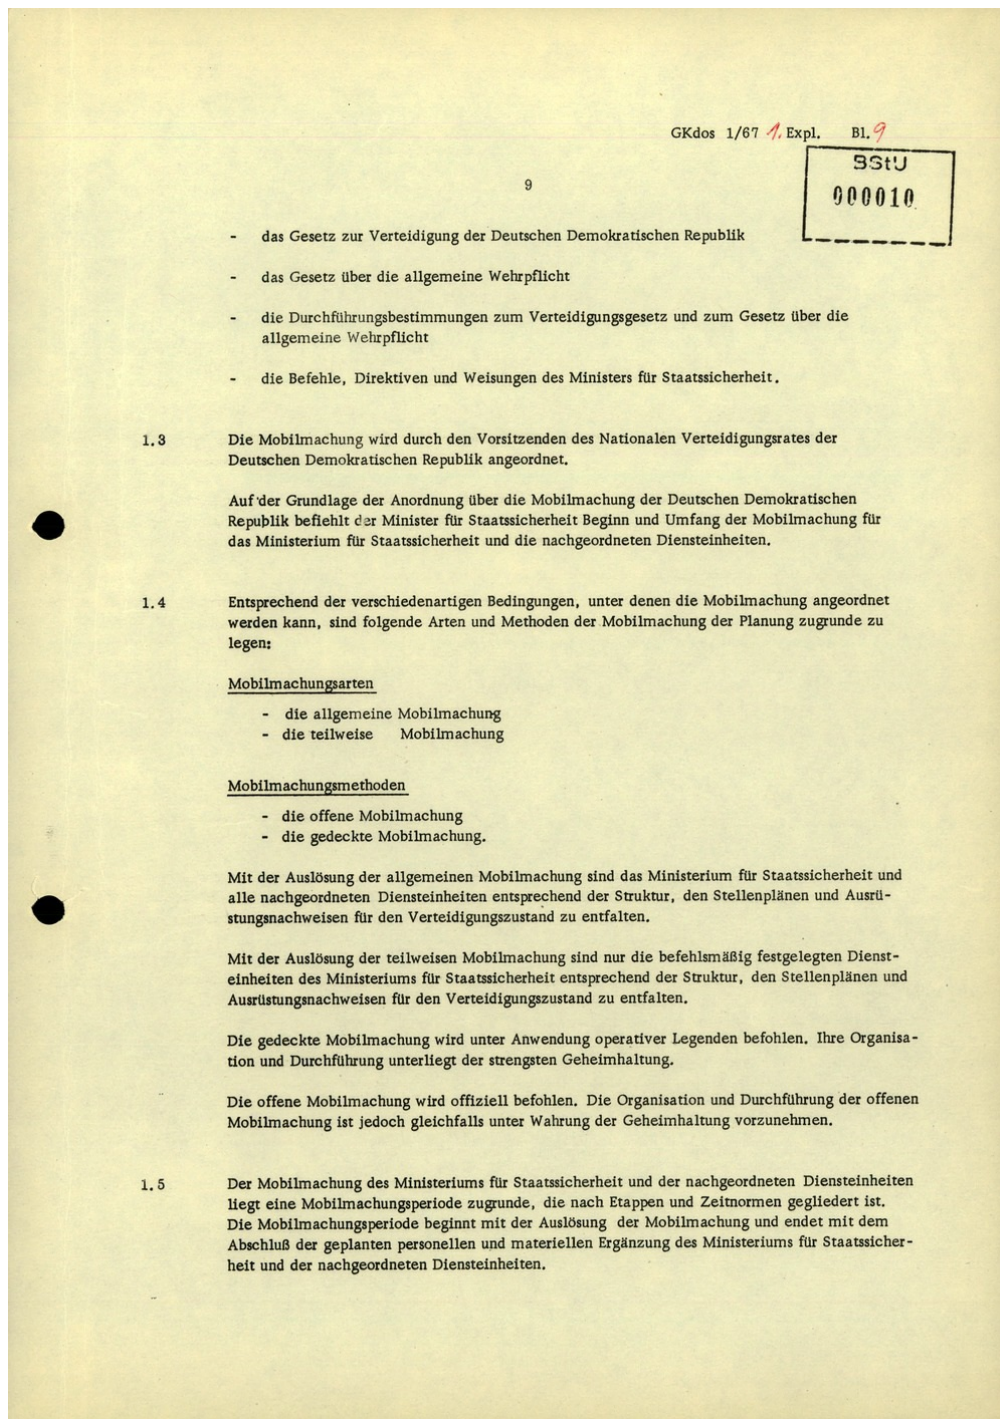 GKdos 1/67 1. Expl. Bl. 9
BStU
000010
9
- das Gesetz zur Verteidigung der Deutschen Demokratischen Republik
- das Gesetz über die allgemeine Wehrpflicht
- die Durchführungsbestimmungen zum Verteidigungsgesetz und zum Gesetz über die
allgemeine Wehrpflicht
- die Befehle, Direktiven und Weisungen des Ministers für Staatssicherheit.
1.3 Die Mobilmachung wird durch den Vorsitzenden des Nationalen Verteidigungsrates der
Deutschen Demokratischen Republik angeordnet.
Auf der Grundlage der Anordnung über die Mobilmachung der Deutschen Demokratischen
Republik befiehlt der Minister für Staatssicherheit Beginn und Umfang der Mobilmachung für
das Ministerium für Staatssicherheit und die nachgeordneten Diensteinheiten.
1.4 Entsprechend der verschiedenartigen Bedingungen, unter denen die Mobilmachung angeordnet
werden kann, sind folgende Arten und Methoden der Mobilmachung der Planung zugrunde zu
legen:
Mobilmachungsarten
- die allgemeine Mobilmachung
- die teilweise Mobilmachung
Mobilmachungsmethoden
- die offene Mobilmachung
- die gedeckte Mobilmachung.
Mit der Auslösung der allgemeinen Mobilmachung sind das Ministerium für Staatssicherheit und
alle nachgeordneten Diensteinheiten entsprechend der Struktur, den Stellenplänen und Ausrü-
stungsnachweisen für den Verteidigungszustand zu entfalten.
Mit der Auslösung der teilweisen Mobilmachung sind nur die befehlsmäßig festgelegten Dienst-
einheiten des Ministeriums für Staatssicherheit entsprechend der Struktur, den Stellenplänen und
Ausrüstungsnachweisen für den Verteidigungszustand zu entfalten.
Die gedeckte Mobilmachung wird unter Anwendung operativer Legenden befohlen. Ihre Organisa-
tion und Durchführung unterliegt der strengsten Geheimhaltung.
Die offene Mobilmachung wird offiziell befohlen. Die Organisation und Durchführung der offenen
Mobilmachung ist jedoch gleichfalls unter Wahrung der Geheimhaltung vorzunehmen.
1.5 Der Mobilmachung des Ministeriums für Staatssicherheit und der nachgeordneten Diensteinheiten
liegt eine Mobilmachungsperiode zugrunde, die nach Etappen und Zeitnormen gegliedert ist.
Die Mobilmachungsperiode beginnt mit der Auslösung der Mobilmachung und endet mit dem
Abschluß der geplanten personellen und materiellen Ergänzung des Ministeriums für Staatssicher-
heit und der nachgeordneten Diensteinheiten.